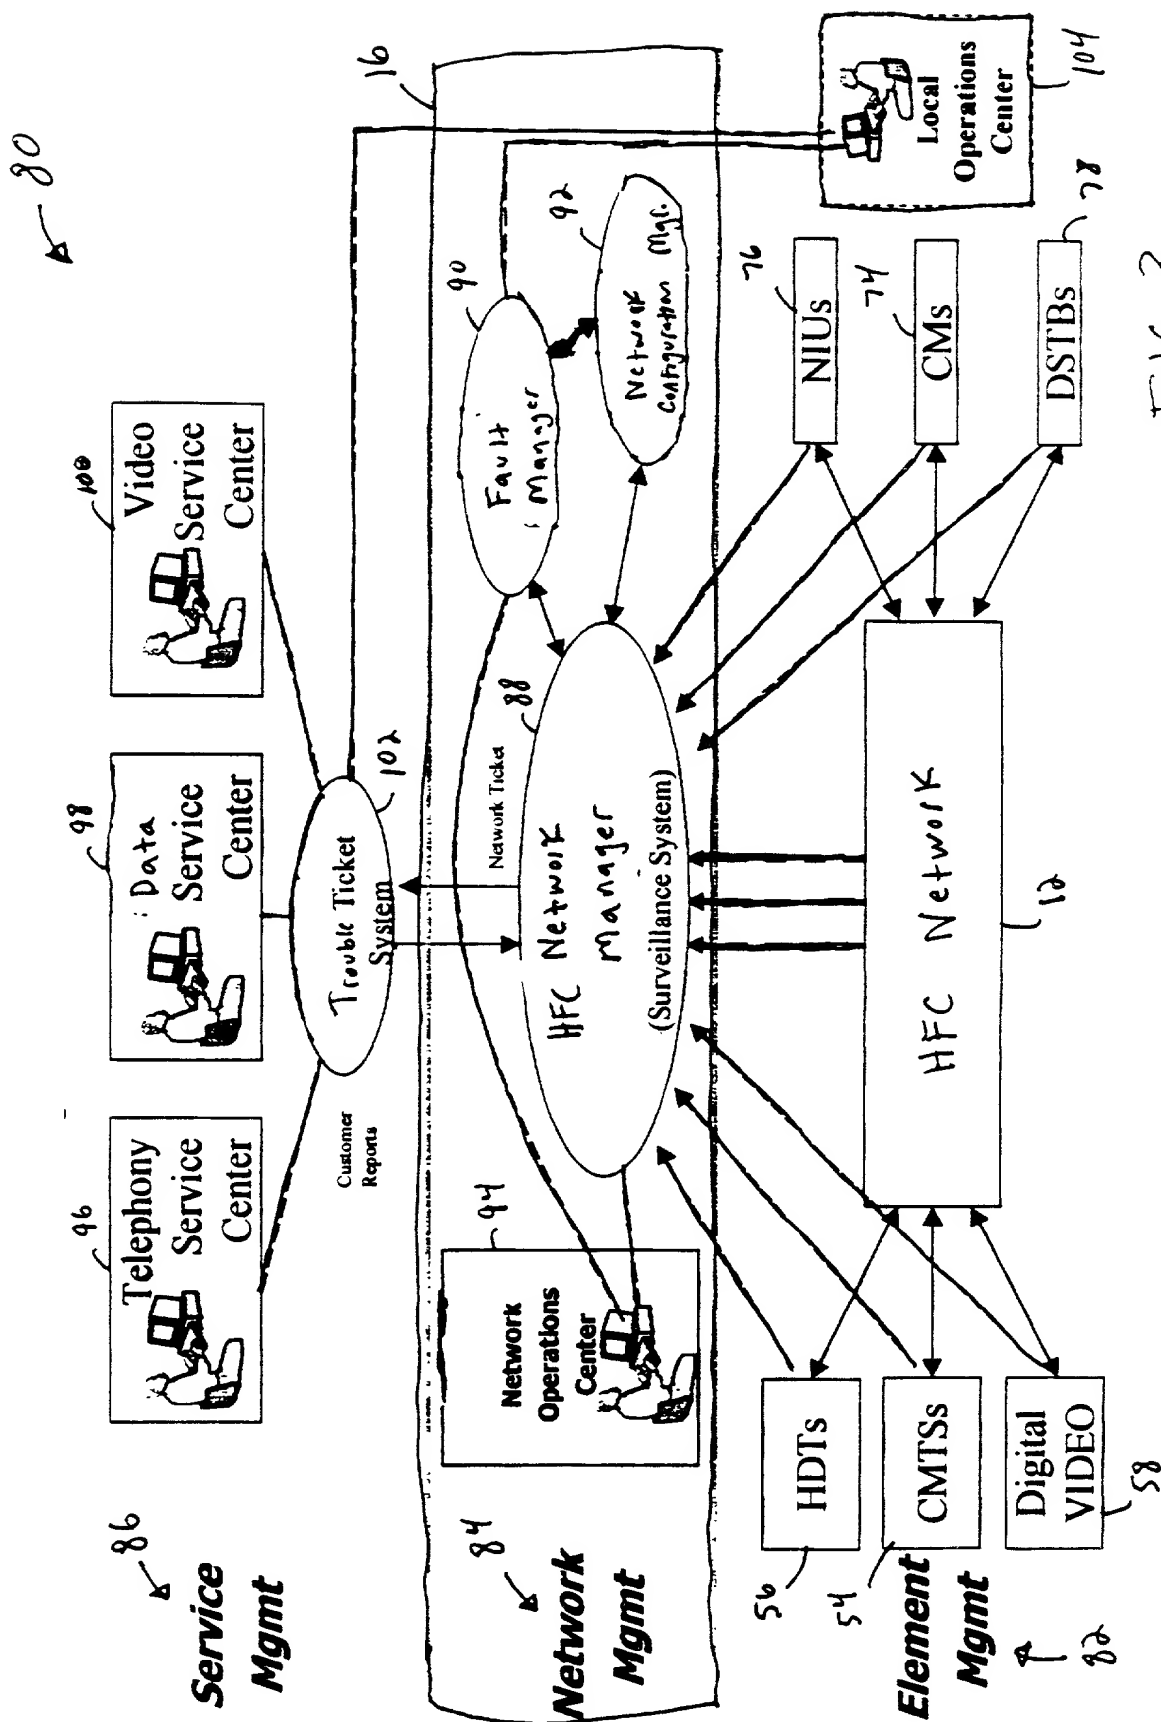 80
86
Service
Mgmt
96
Telephony
Service
Center
98
Data
Service
Center
100
Video
Service
Center
Customer
Reports
Trouble Ticket
System
102
16
84
Network
Mgmt
94
Network
Operations
Center
Network Ticket
88
HFC Network
Manager
(Surveillance System)
90
Fault
Manager
92
Network
Configuration Mgr.
Local
Operations
Center
104
56
HDTs
54
CMTSs
Digital
VIDEO
58
Element
Mgmt
82
HFC Network
12
76
NIUs
74
CMs
DSTBs
78